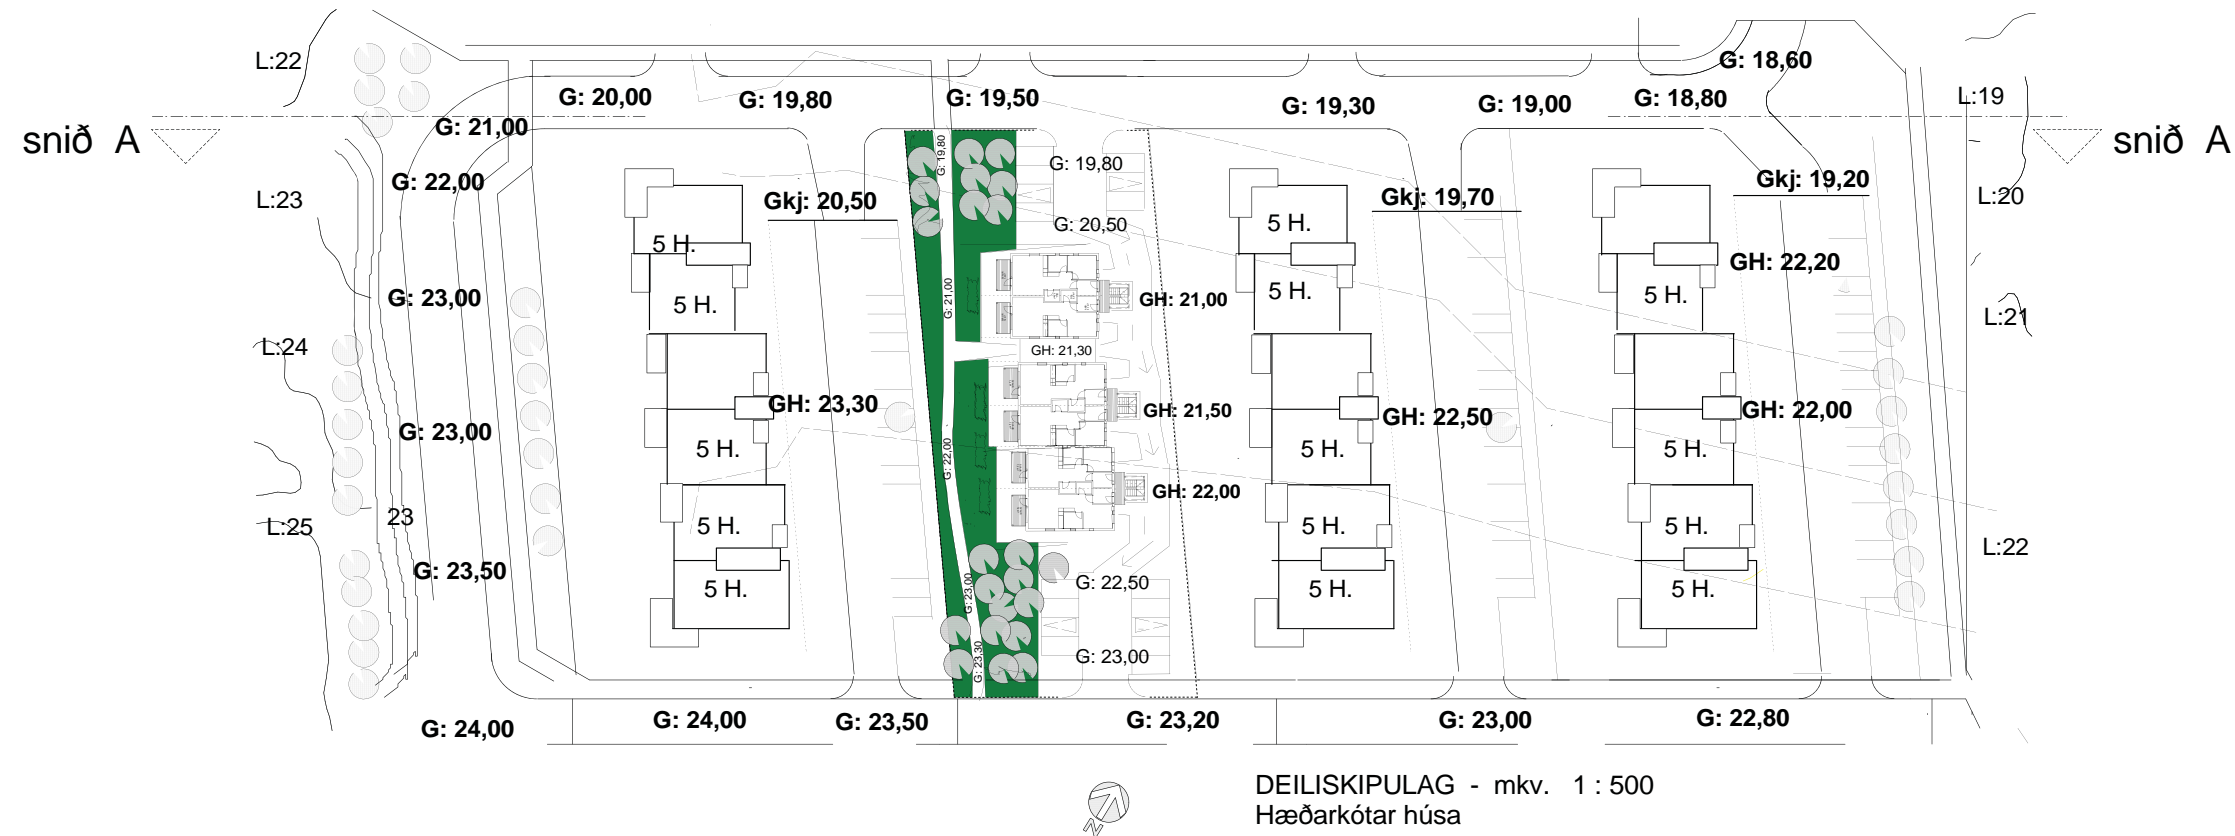 L:22
G: 18,60
G: 20,00
G: 19,80
G: 19,50
G: 19,30
G: 19,00
G: 18,80
L:19
G: 21,00
snið A
snið A
G: 19,80
G: 19,80
G: 22,00
Gkj: 19,20
L:23
Gkj: 20,50
Gkj: 19,70
L:20
G: 20,50
5 H.
5 H.
GH: 22,20
G: 23,00
5 H.
G: 21,00
GH: 21,00
5 H.
5 H.
L:21
L:24
GH: 21,30
GH: 23,30
GH: 21,50
GH: 22,50
GH: 22,00
G: 23,00
5 H.
G: 22,00
5 H.
5 H.
GH: 22,00
23
L:25
5 H.
5 H.
5 H.
L:22
G: 23,50
5 H.
G: 23,00
G: 22,50
5 H.
5 H.
G: 23,30
G: 23,00
G: 24,00
G: 24,00
G: 23,50
G: 23,20
G: 23,00
G: 22,80
DEILISKIPULAG - mkv. 1 : 500
Hæðarkótar húsa
N